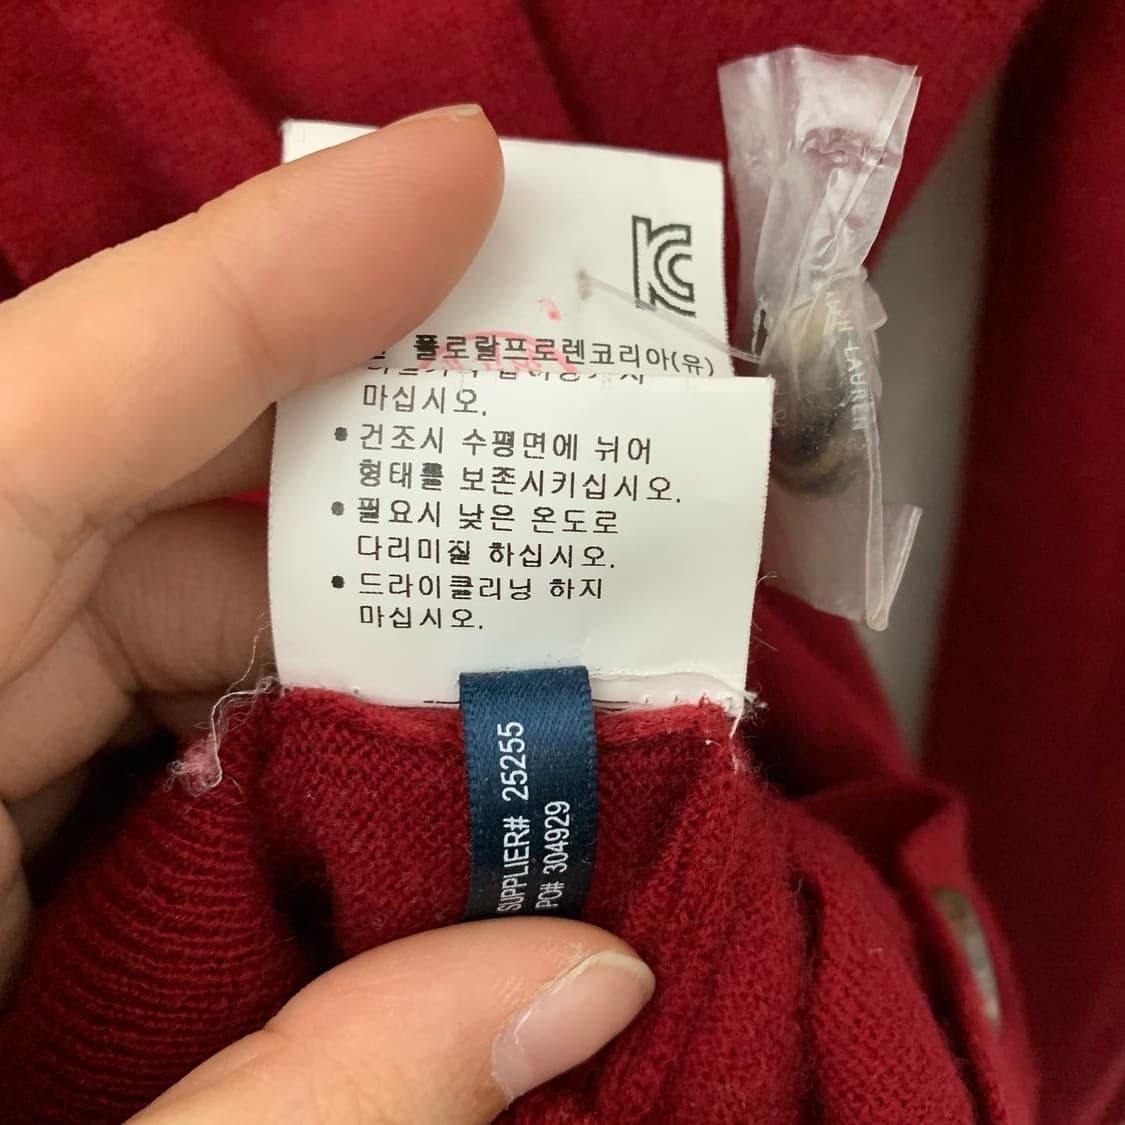 KC
폴로랄프로렌코리아(유)
마십시오.
• 건조시 수평면에 뉘어
형태를 보존시키십시오.
• 필요시 낮은 온도로
다리미질 하십시오.
• 드라이클리닝 하지
마십시오.
SUPPLIER# 25255
PO# 304929
LAUREN